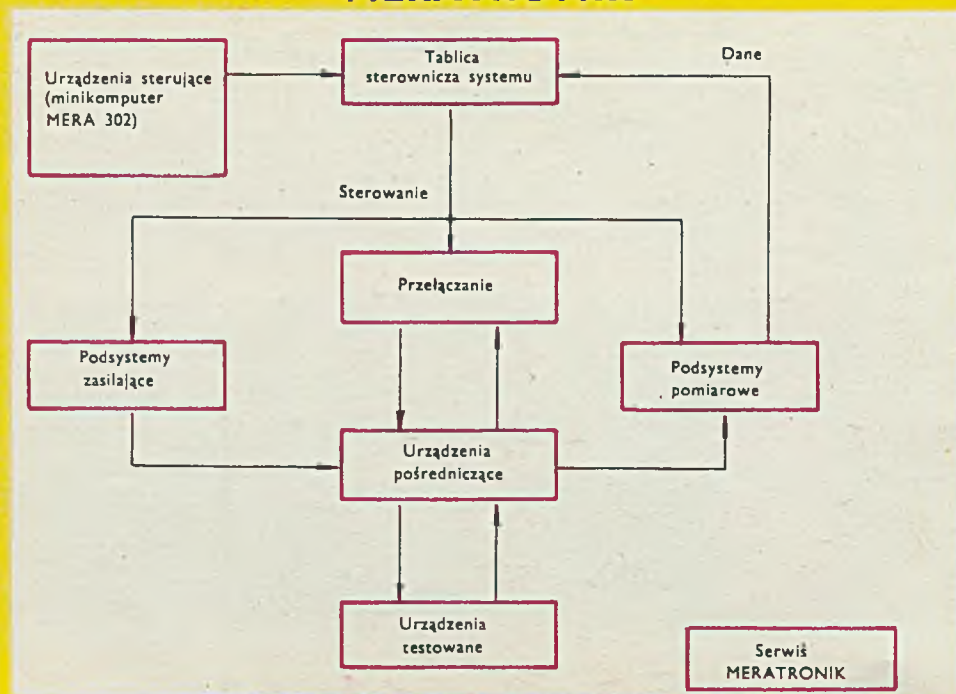 Tablica
sterownicza systemu
Dane
Urządzenia sterujące
(minikomputer
MERA 302)
Sterowanie
Przełączanie
Podsystemy
zasilające
Podsystemy
pomiarowe
Urządzenia
pośredniczące
Urządzenia
testowane
Serwiś
MERATRONIK